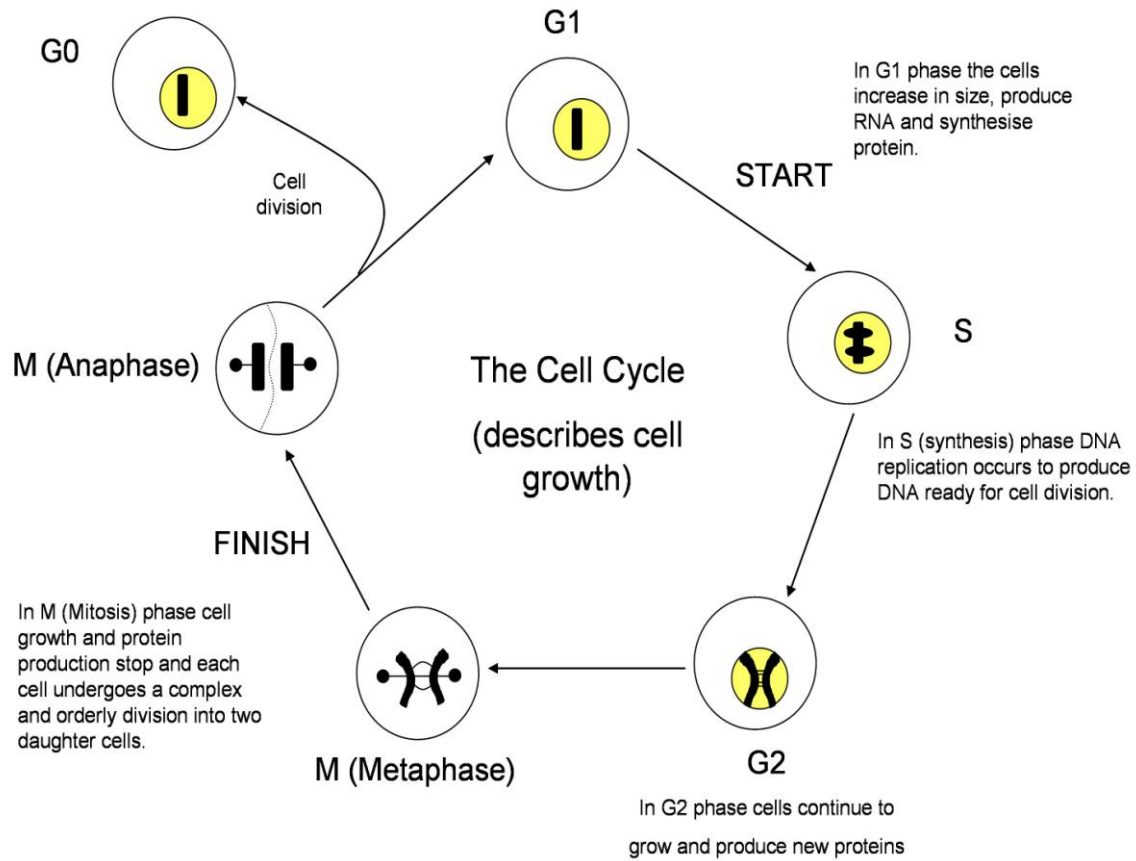 G1
G0
In G1 phase the cells
increase in size, produce
RNA and synthesise
protein.
START
Cell
division
S
M (Anaphase)
The Cell Cycle
(describes cell
growth)
In S (synthesis) phase DNA
replication occurs to produce
DNA ready for cell division.
FINISH
In M (Mitosis) phase cell
growth and protein
production stop and each
cell undergoes a complex
and orderly division into two
daughter cells.
M (Metaphase)
G2
In G2 phase cells continue to
grow and produce new proteins